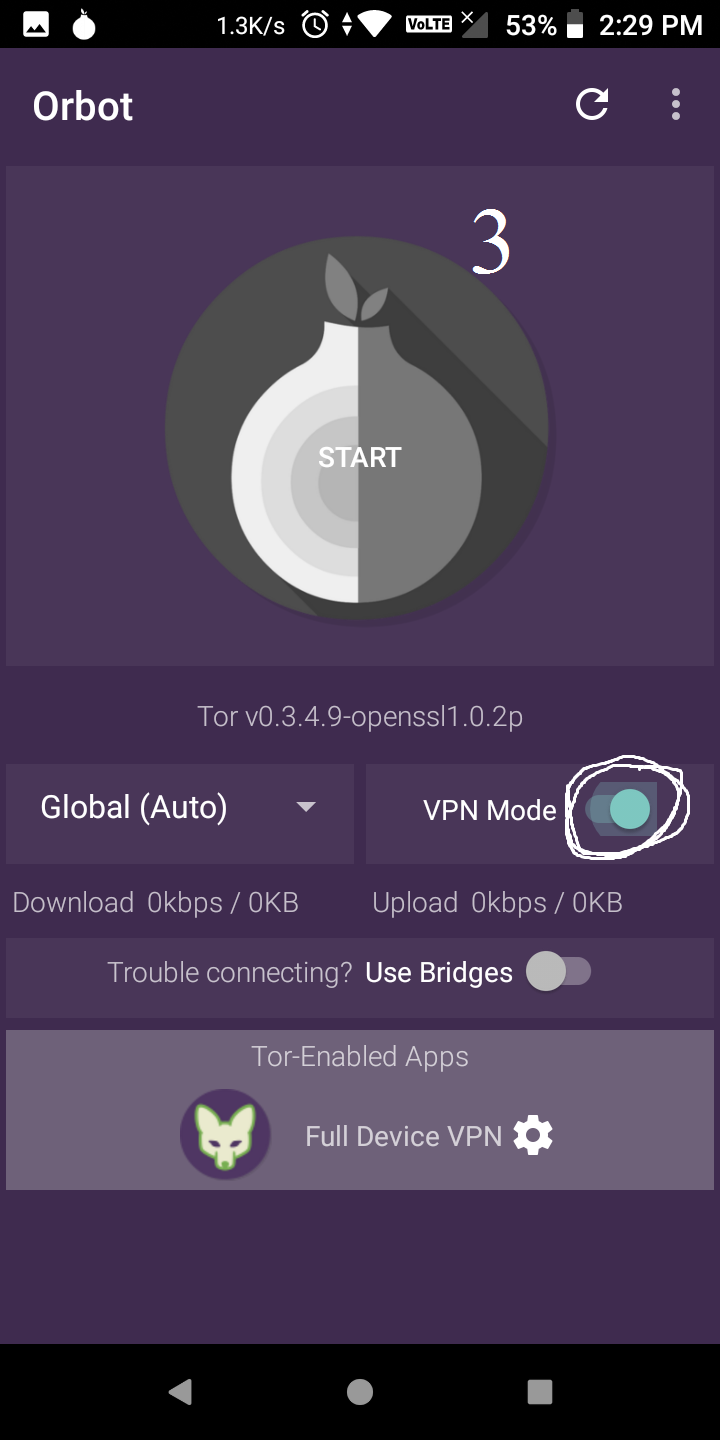 1.3K/s VoLTE 53% 2:29 PM
Orbot
3
START
Tor v0.3.4.9-openssl1.0.2p
Global (Auto) VPN Mode
Download 0kbps / 0KB Upload 0kbps / 0KB
Trouble connecting? Use Bridges
Tor-Enabled Apps
Full Device VPN